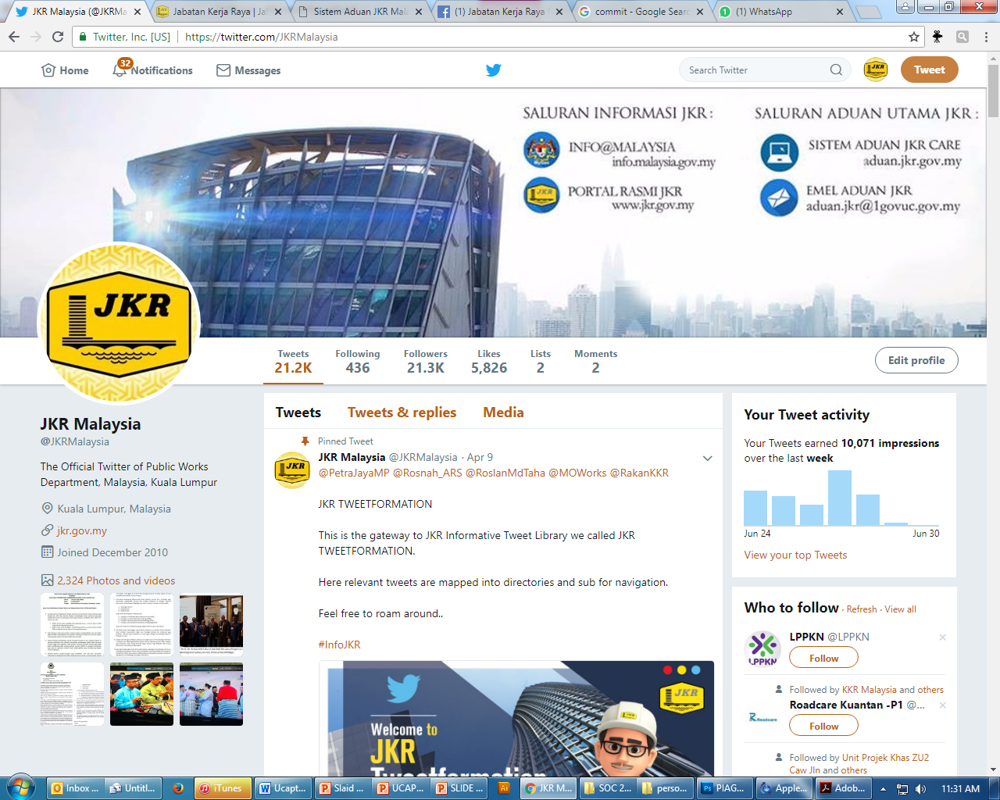 JKR Malaysia (@JKRMa
Jabatan Kerja Raya | Ja
Sistem Aduan JKR Mal
(1) Jabatan Kerja Raya
commit - Google Searc
(1) WhatsApp
Twitter, Inc. [US]
https://twitter.com/JKRMalaysia
Home
32
Notifications
Messages
Search Twitter
Tweet
SALURAN INFORMASI JKR :
INFO@MALAYSIA
info.malaysia.gov.my
PORTAL RASMI JKR
www.jkr.gov.my
SALURAN ADUAN UTAMA JKR :
SISTEM ADUAN JKR CARE
aduan.jkr.gov.my
EMEL ADUAN JKR
aduan.jkr@1govuc.gov.my
JKR
Tweets
21.2K
Following
436
Followers
21.3K
Likes
5,826
Lists
2
Moments
2
Edit profile
JKR Malaysia
@JKRMalaysia
The Official Twitter of Public Works
Department, Malaysia, Kuala Lumpur
Kuala Lumpur, Malaysia
jkr.gov.my
Joined December 2010
2,324 Photos and videos
Tweets
Tweets & replies
Media
Pinned Tweet
JKR Malaysia @JKRMalaysia · Apr 9
@PetraJayaMP @Rosnah_ARS @RoslanMdTaha @MOWorks @RakanKKR
JKR TWEETFORMATION
This is the gateway to JKR Informative Tweet Library we called JKR
TWEETFORMATION.
Here relevant tweets are mapped into directories and sub for navigation.
Feel free to roam around..
#InfoJKR
Welcome to
JKR
Tweetformation
JKR
Your Tweet activity
Your Tweets earned 10,071 impressions
over the last week
Jun 24
Jun 30
View your top Tweets
Who to follow · Refresh · View all
LPPKN @LPPKN
LPPKN
Follow
Followed by KKR Malaysia and others
Roadcare Kuantan -P1 @...
Roadcare
Follow
Followed by Unit Projek Khas ZU2
Caw Jln and others
Inbox ...
Untitl...
iTunes
Ucapt...
Slaid ...
UCAP...
SLIDE ...
Ai
JKR M...
SOC 2...
perso...
Ps
PIAG...
Apple...
Adob...
11:31 AM